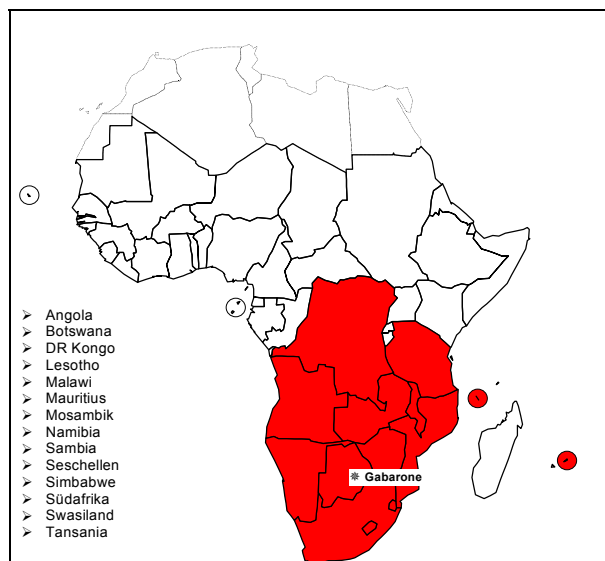 ➢ Angola
➢ Botswana
➢ DR Kongo
➢ Lesotho
➢ Malawi
➢ Mauritius
➢ Mosambik
➢ Namibia
➢ Sambia
➢ Seschellen
➢ Simbabwe
➢ Südafrika
➢ Swasiland
➢ Tansania
Gabarone